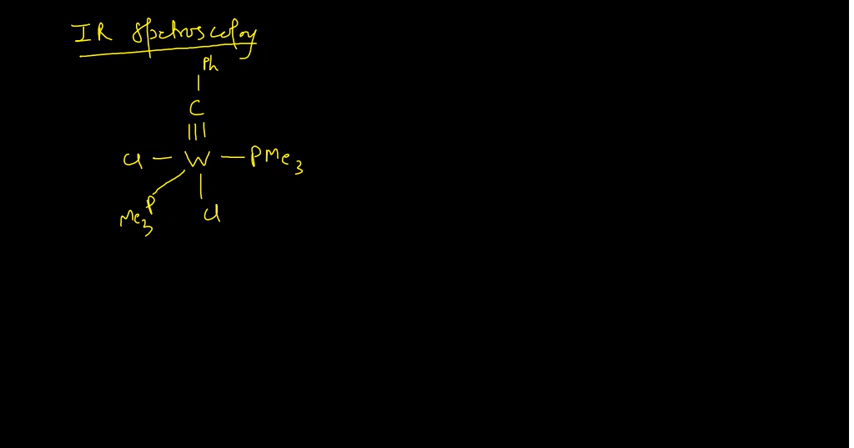 IR Spectroscopy
Ph
C
Cl — W — PMe3
Me3P
Cl